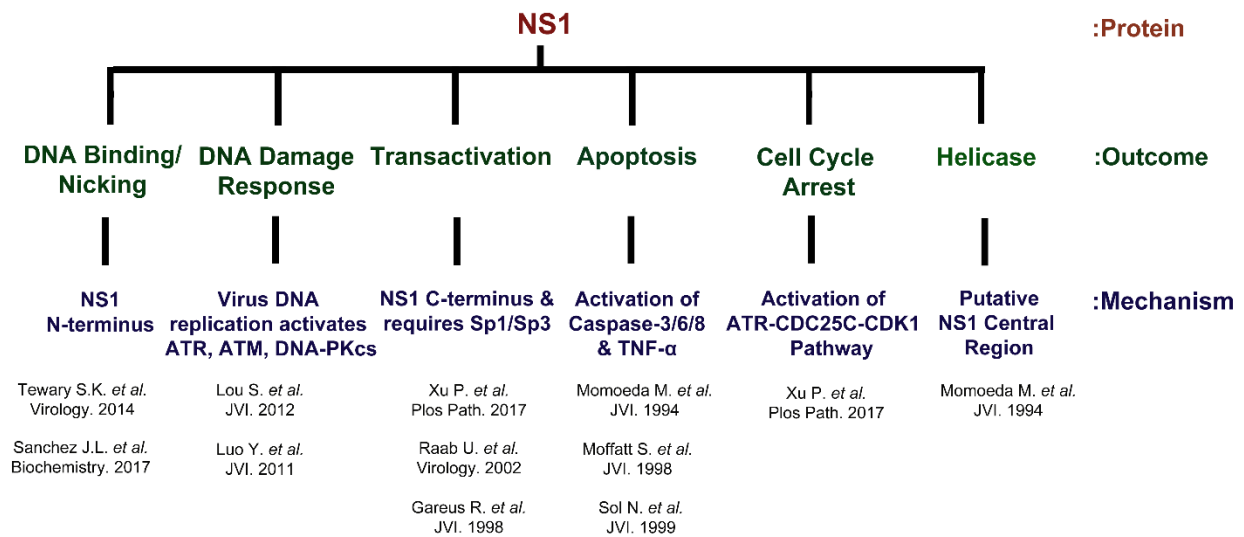 NS1
:Protein
DNA Binding/
Nicking
DNA Damage
Response
Transactivation
Apoptosis
Cell Cycle
Arrest
Helicase
:Outcome
NS1
N-terminus
Virus DNA
replication activates
ATR, ATM, DNA-PKcs
NS1 C-terminus &
requires Sp1/Sp3
Activation of
Caspase-3/6/8
& TNF-α
Activation of
ATR-CDC25C-CDK1
Pathway
Putative
NS1 Central
Region
:Mechanism
Tewary S.K. et al.
Virology. 2014
Sanchez J.L. et al.
Biochemistry. 2017
Lou S. et al.
JVI. 2012
Luo Y. et al.
JVI. 2011
Xu P. et al.
Plos Path. 2017
Raab U. et al.
Virology. 2002
Gareus R. et al.
JVI. 1998
Momoeda M. et al.
JVI. 1994
Moffatt S. et al.
JVI. 1998
Sol N. et al.
JVI. 1999
Xu P. et al.
Plos Path. 2017
Momoeda M. et al.
JVI. 1994